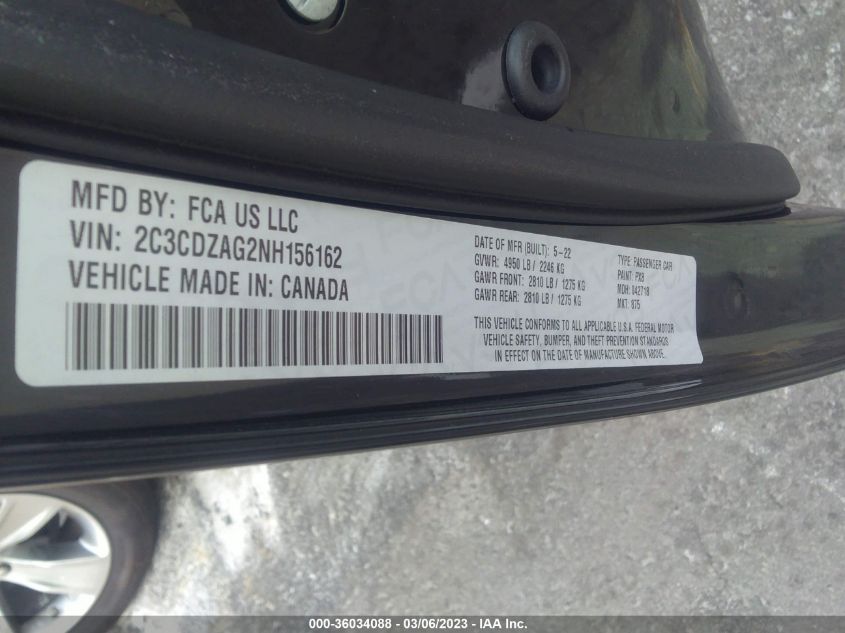 MFD BY: FCA US LLC
VIN: 2C3CDZAG2NH156162
VEHICLE MADE IN: CANADA
DATE OF MFR (BUILT): 5-22
GVWR: 4950 LB / 2246 KG
GAWR FRONT: 2810 LB / 1275 KG
GAWR REAR: 2810 LB / 1275 KG
TYPE: PASSENGER CAR
PAINT: PX8
MDH: 042718
MKT: 875
THIS VEHICLE CONFORMS TO ALL APPLICABLE U.S.A. FEDERAL MOTOR
VEHICLE SAFETY, BUMPER, AND THEFT PREVENTION STANDARDS
IN EFFECT ON THE DATE OF MANUFACTURE SHOWN ABOVE.
000-36034088 - 03/06/2023 - IAA Inc.